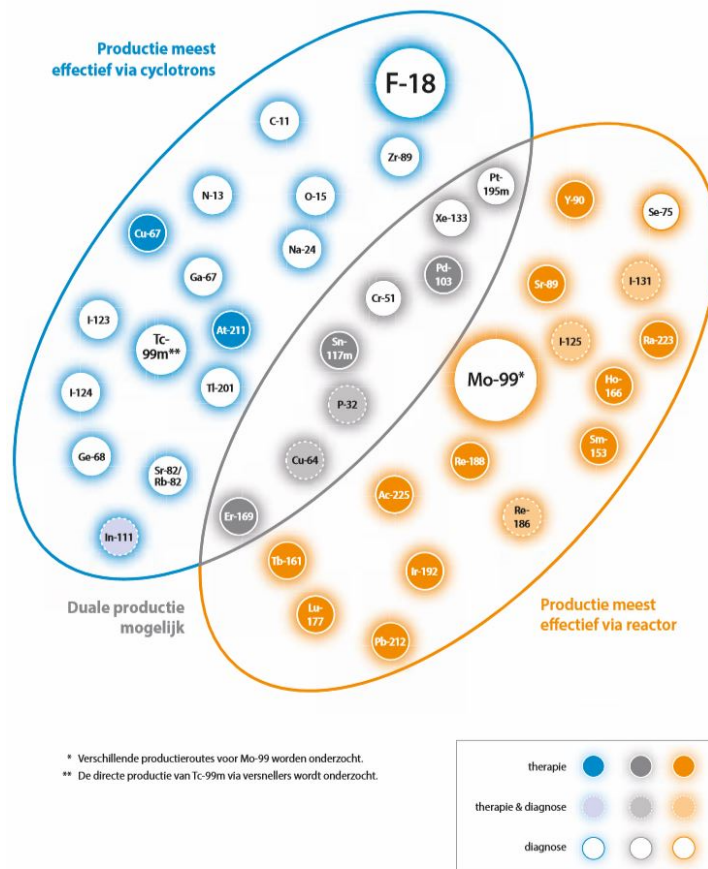 Productie meest
effectief via cyclotrons
F-18
C-11
Zr-89
Pt-
195m
N-13
O-15
Xe-133
Y-90
Se-75
Cu-67
Na-24
Ga-67
Pd-
103
Sr-89
I-131
Cr-51
I-123
At-211
Tc-
99m**
Sn-
117m
I-125
Ra-223
Mo-99*
Ho-
166
I-124
Tl-201
P-32
Sm-
153
Ge-68
Sr-82/
Rb-82
Cu-64
Re-188
Ac-225
Re-
186
Er-169
In-111
Tb-161
Ir-192
Duale productie
mogelijk
Lu-
177
Pb-212
Productie meest
effectief via reactor
* Verschillende productieroutes voor Mo-99 worden onderzocht.
** De directe productie van Tc-99m via versnellers wordt onderzocht.
therapie
therapie & diagnose
diagnose